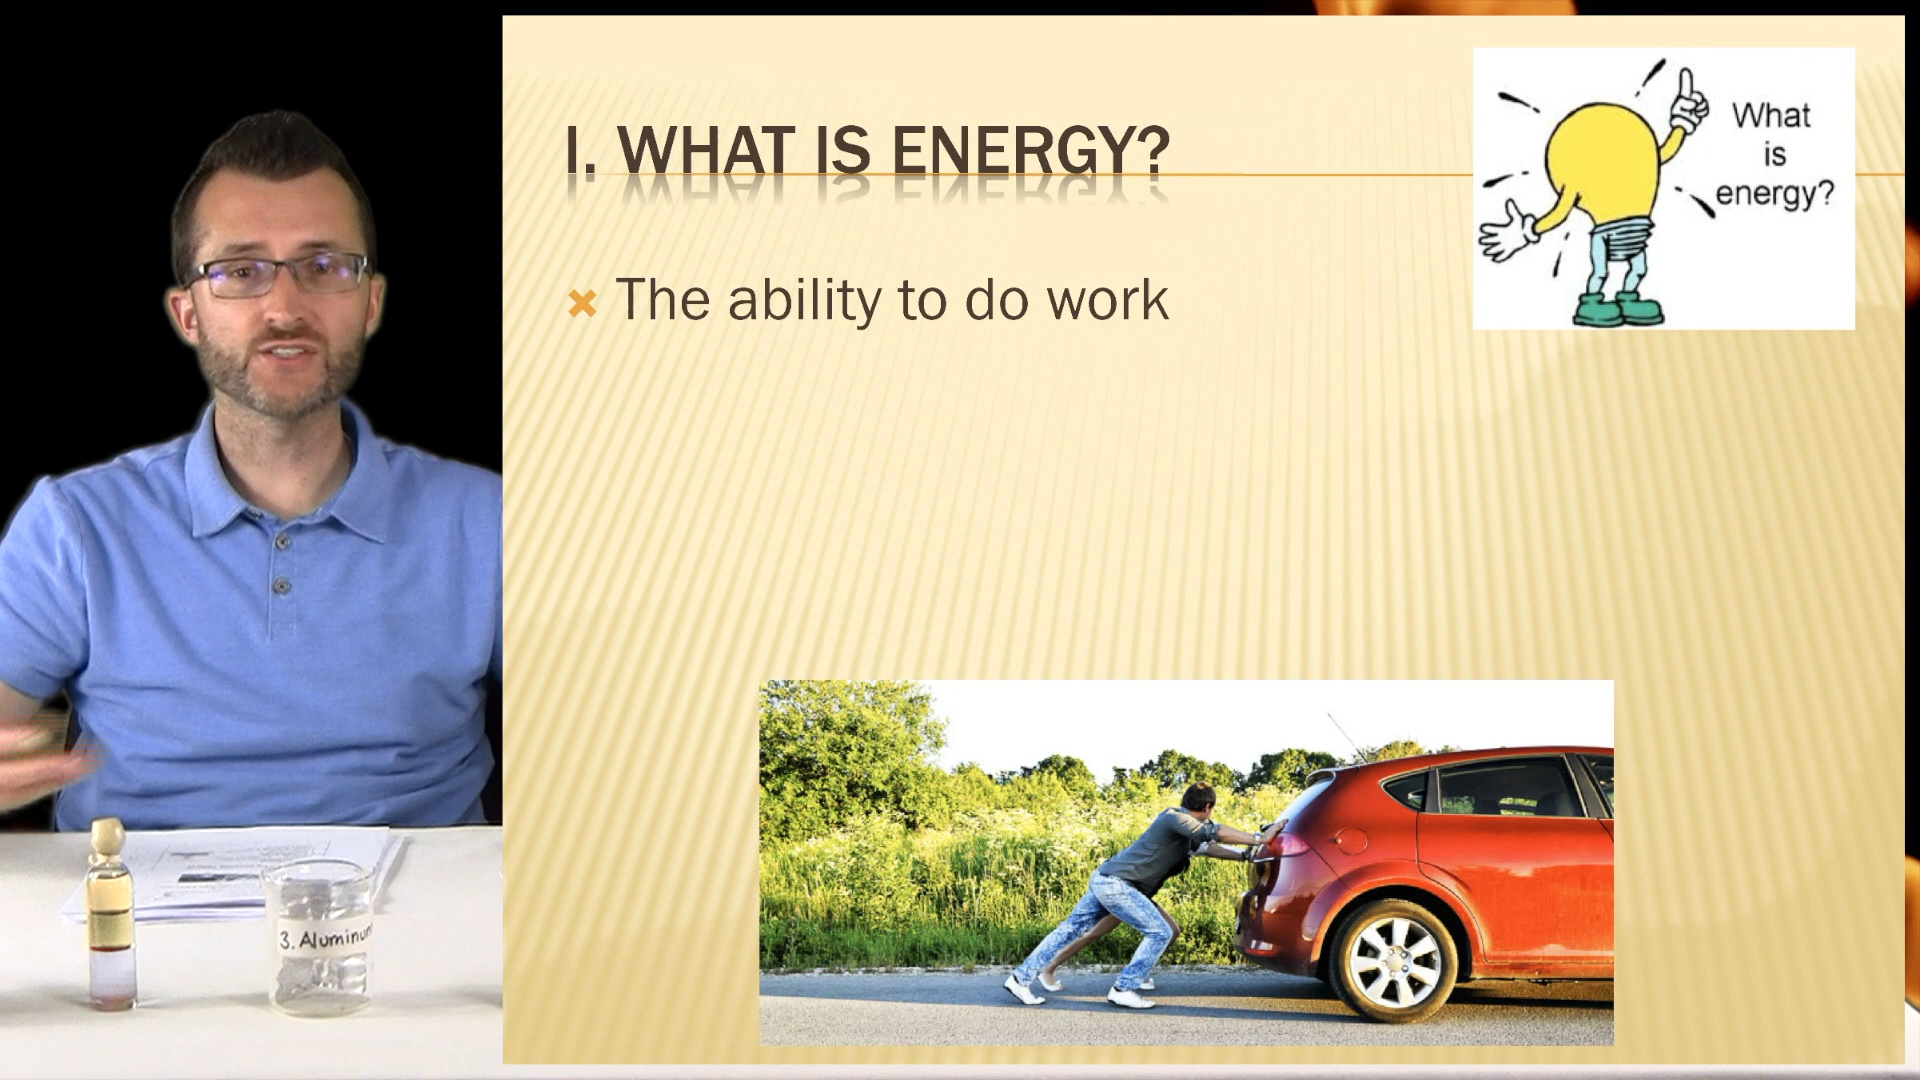 I. WHAT IS ENERGY?
What
is
energy?
The ability to do work
3. Aluminum